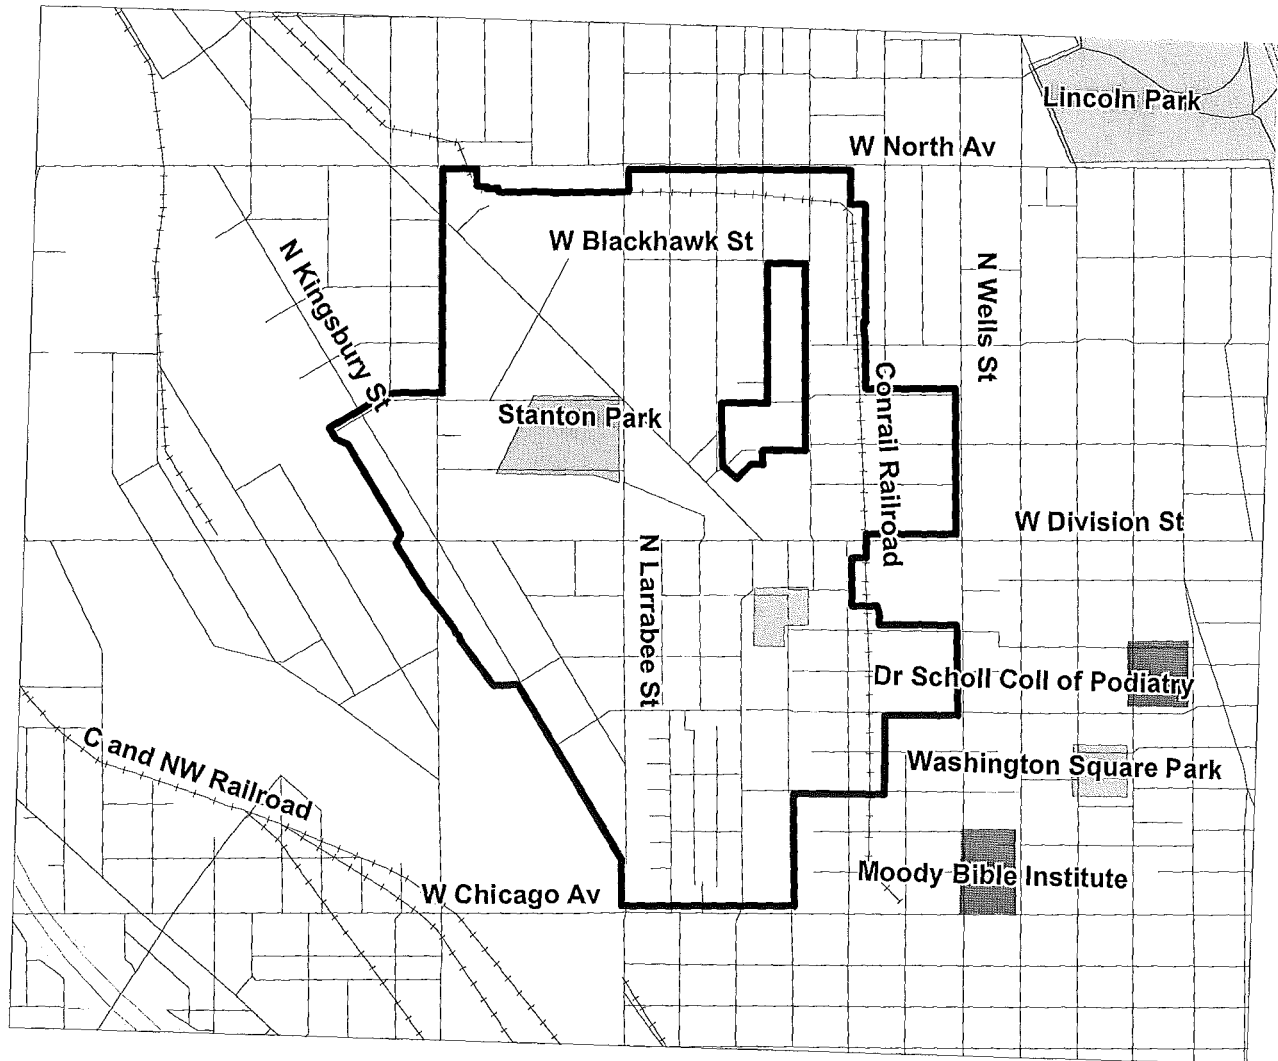 Lincoln Park
W North Av
W Blackhawk St
N Kingsbury St
N Wells St
Conrail Railroad
Stanton Park
W Division St
N Larrabee St
Dr Scholl Coll of Podiatry
C and NW Railroad
Washington Square Park
Moody Bible Institute
W Chicago Av